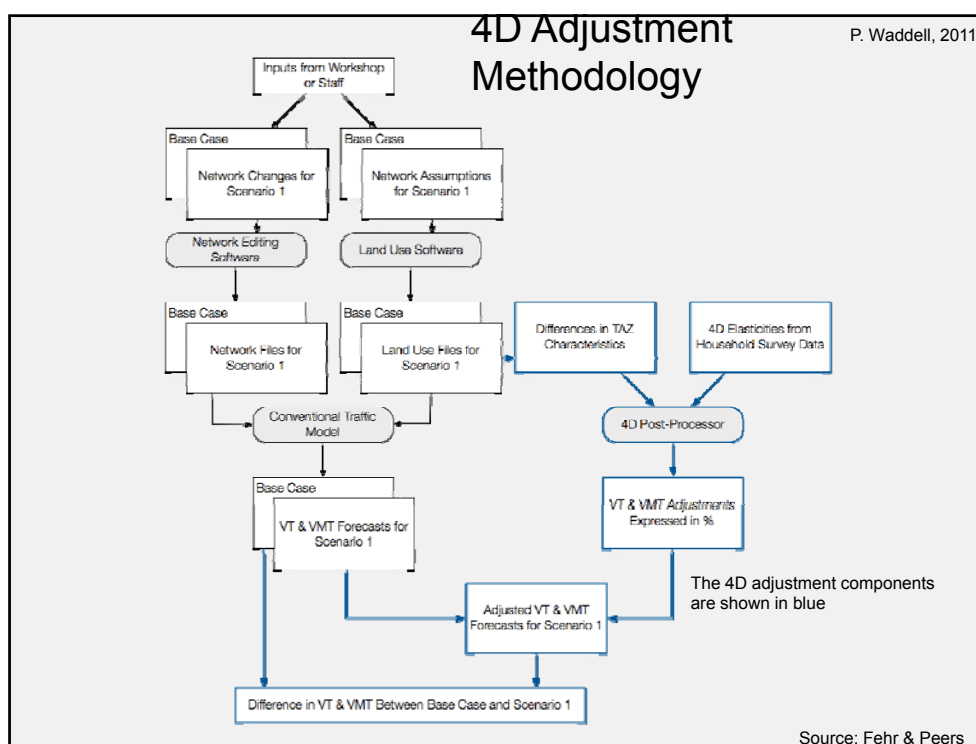 4D Adjustment
Methodology
P. Waddell, 2011
Inputs from Workshop
or Staff
Base Case
Network Changes for
Scenario 1
Base Case
Network Assumptions
for Scenario 1
Network Editing
Software
Land Use Software
Base Case
Network Files for
Scenario 1
Base Case
Land Use Files for
Scenario 1
Differences in TAZ
Characteristics
4D Elasticities from
Household Survey Data
Conventional Traffic
Model
4D Post-Processor
Base Case
VT & VMT Forecasts for
Scenario 1
VT & VMT Adjustments
Expressed in %
The 4D adjustment components
are shown in blue
Adjusted VT & VMT
Forecasts for Scenario 1
Difference in VT & VMT Between Base Case and Scenario 1
Source: Fehr & Peers